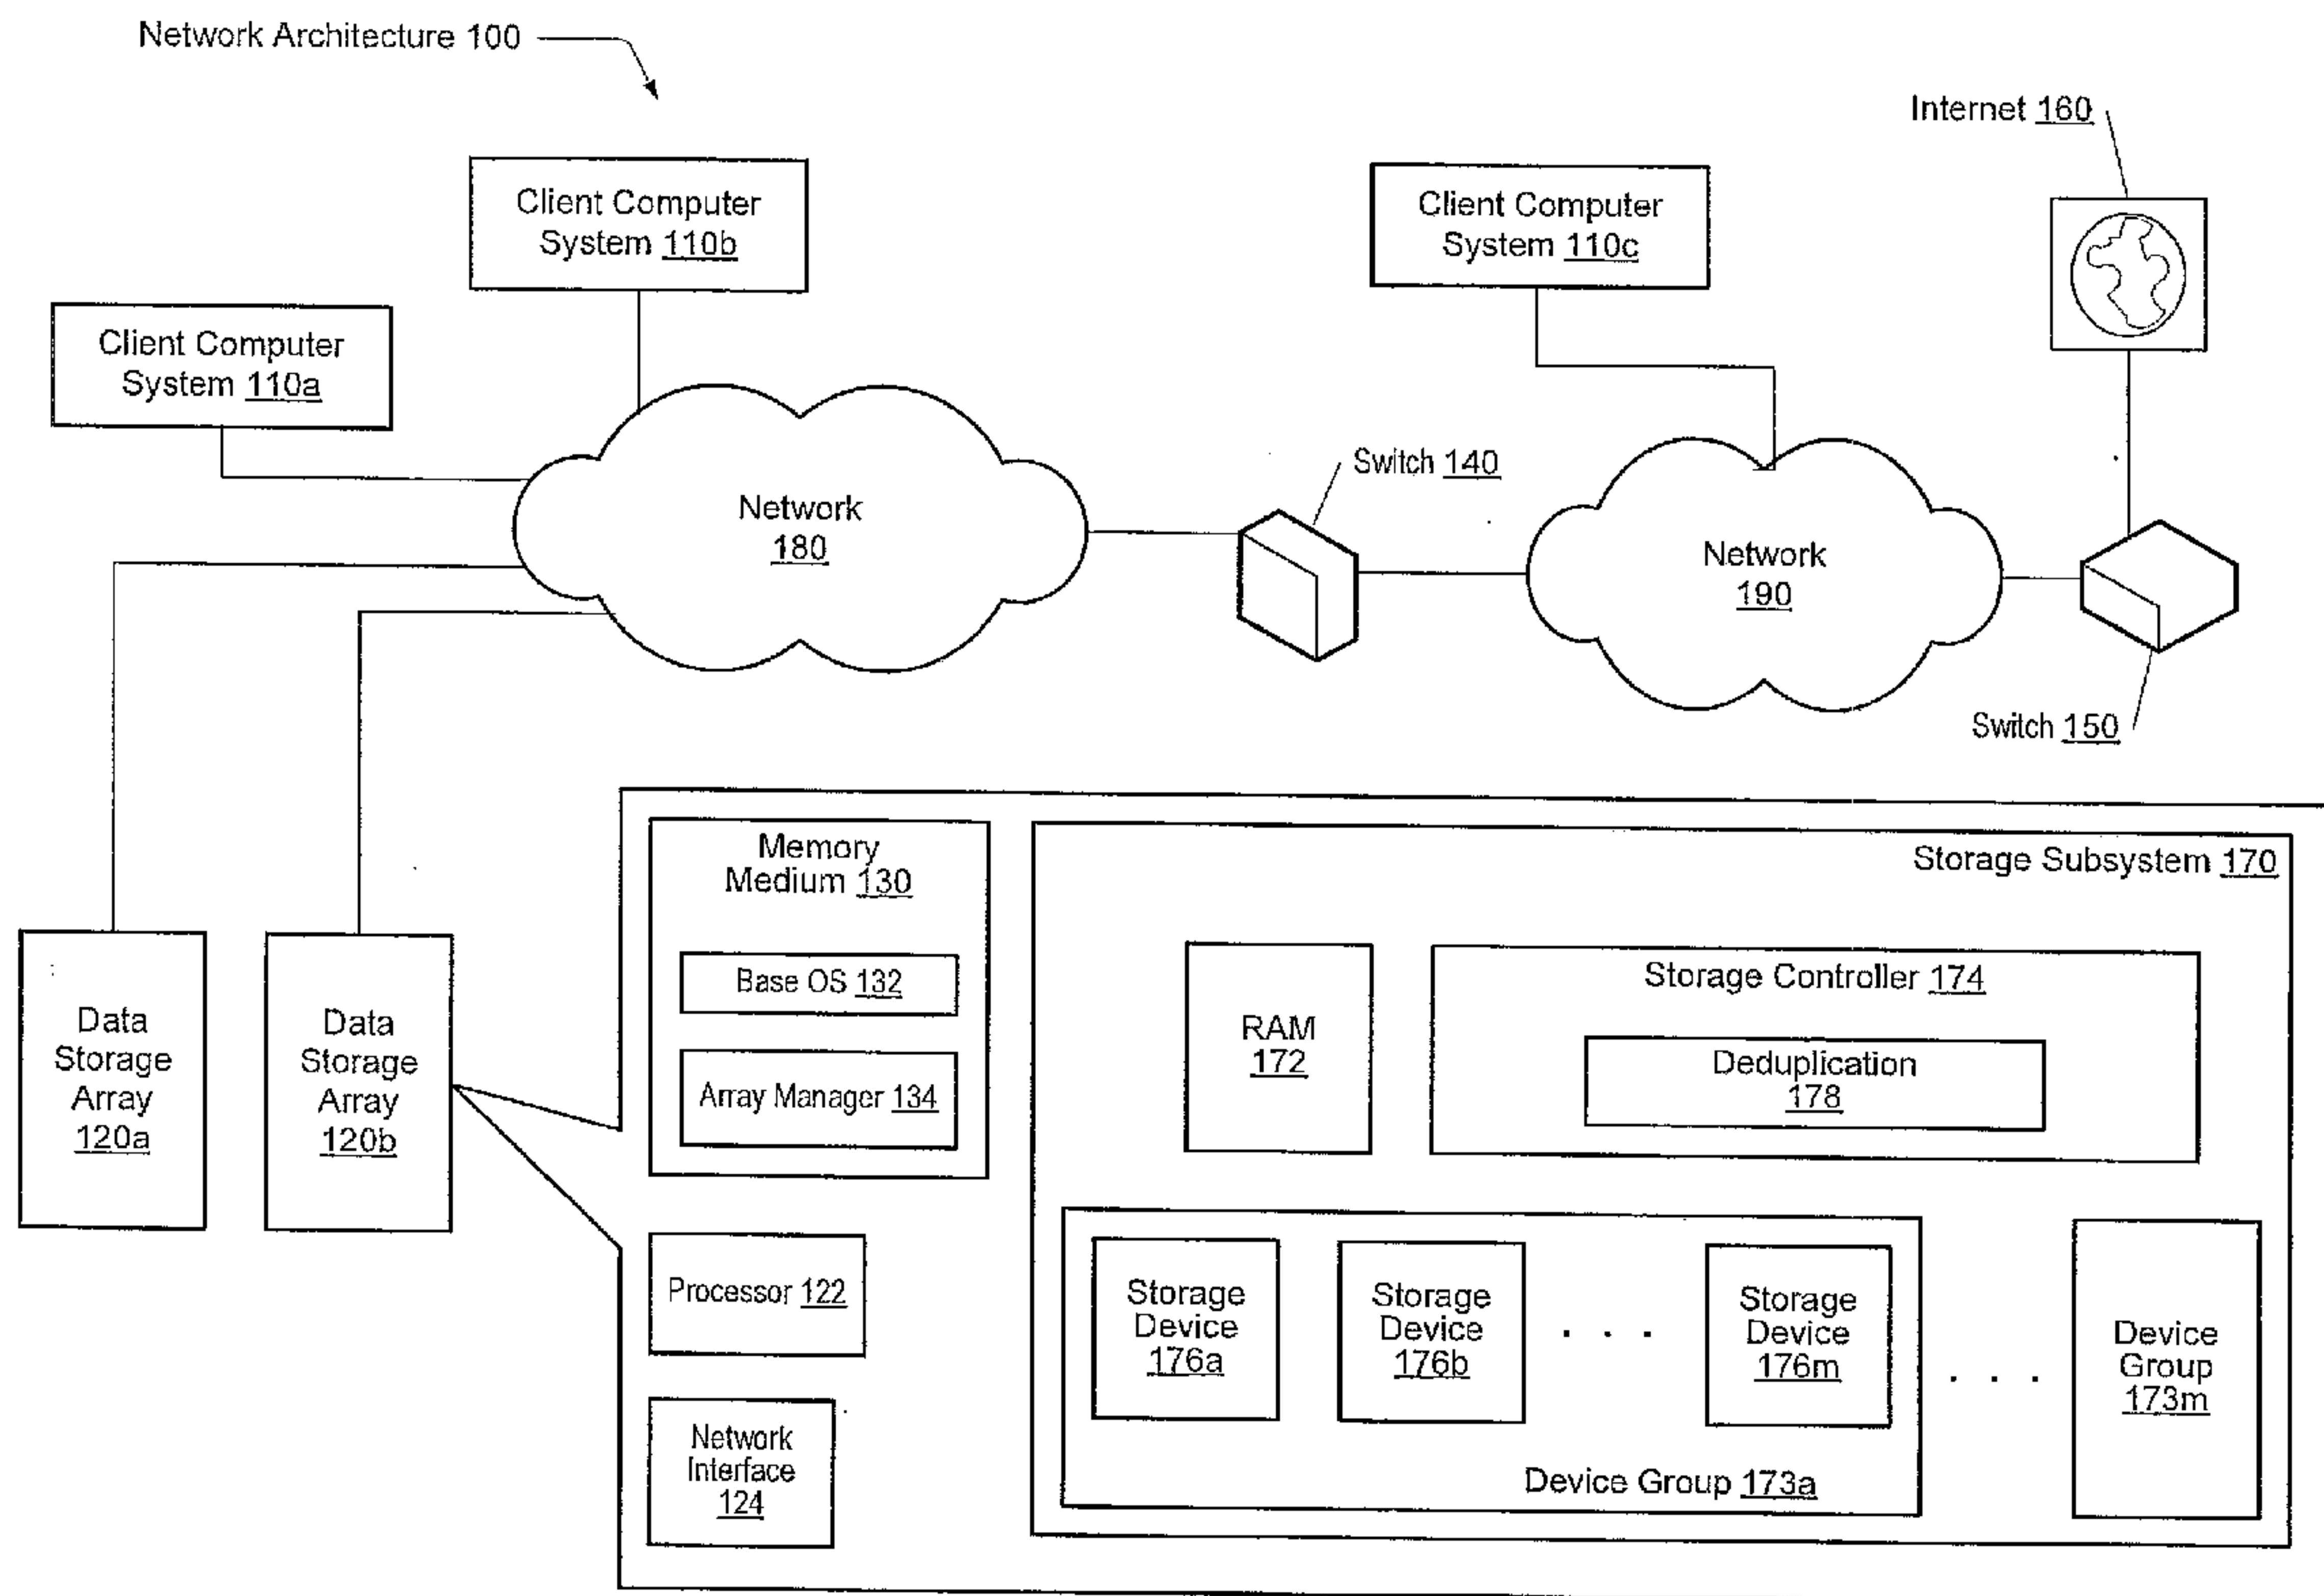 Network Architecture 100
Internet 160
Client Computer
System 110b
Client Computer
System 110c
Client Computer
System 110a
Switch 140
Network
180
Network
190
Switch 150
Memory
Medium 130
Storage Subsystem 170
Base OS 132
Storage Controller 174
Data
Storage
Array
120a
Data
Storage
Array
120b
RAM
172
Deduplication
178
Array Manager 134
Processor 122
Storage
Device
176a
Storage
Device
176b
. . .
Storage
Device
176m
. . .
Device
Group
173m
Network
Interface
124
Device Group 173a